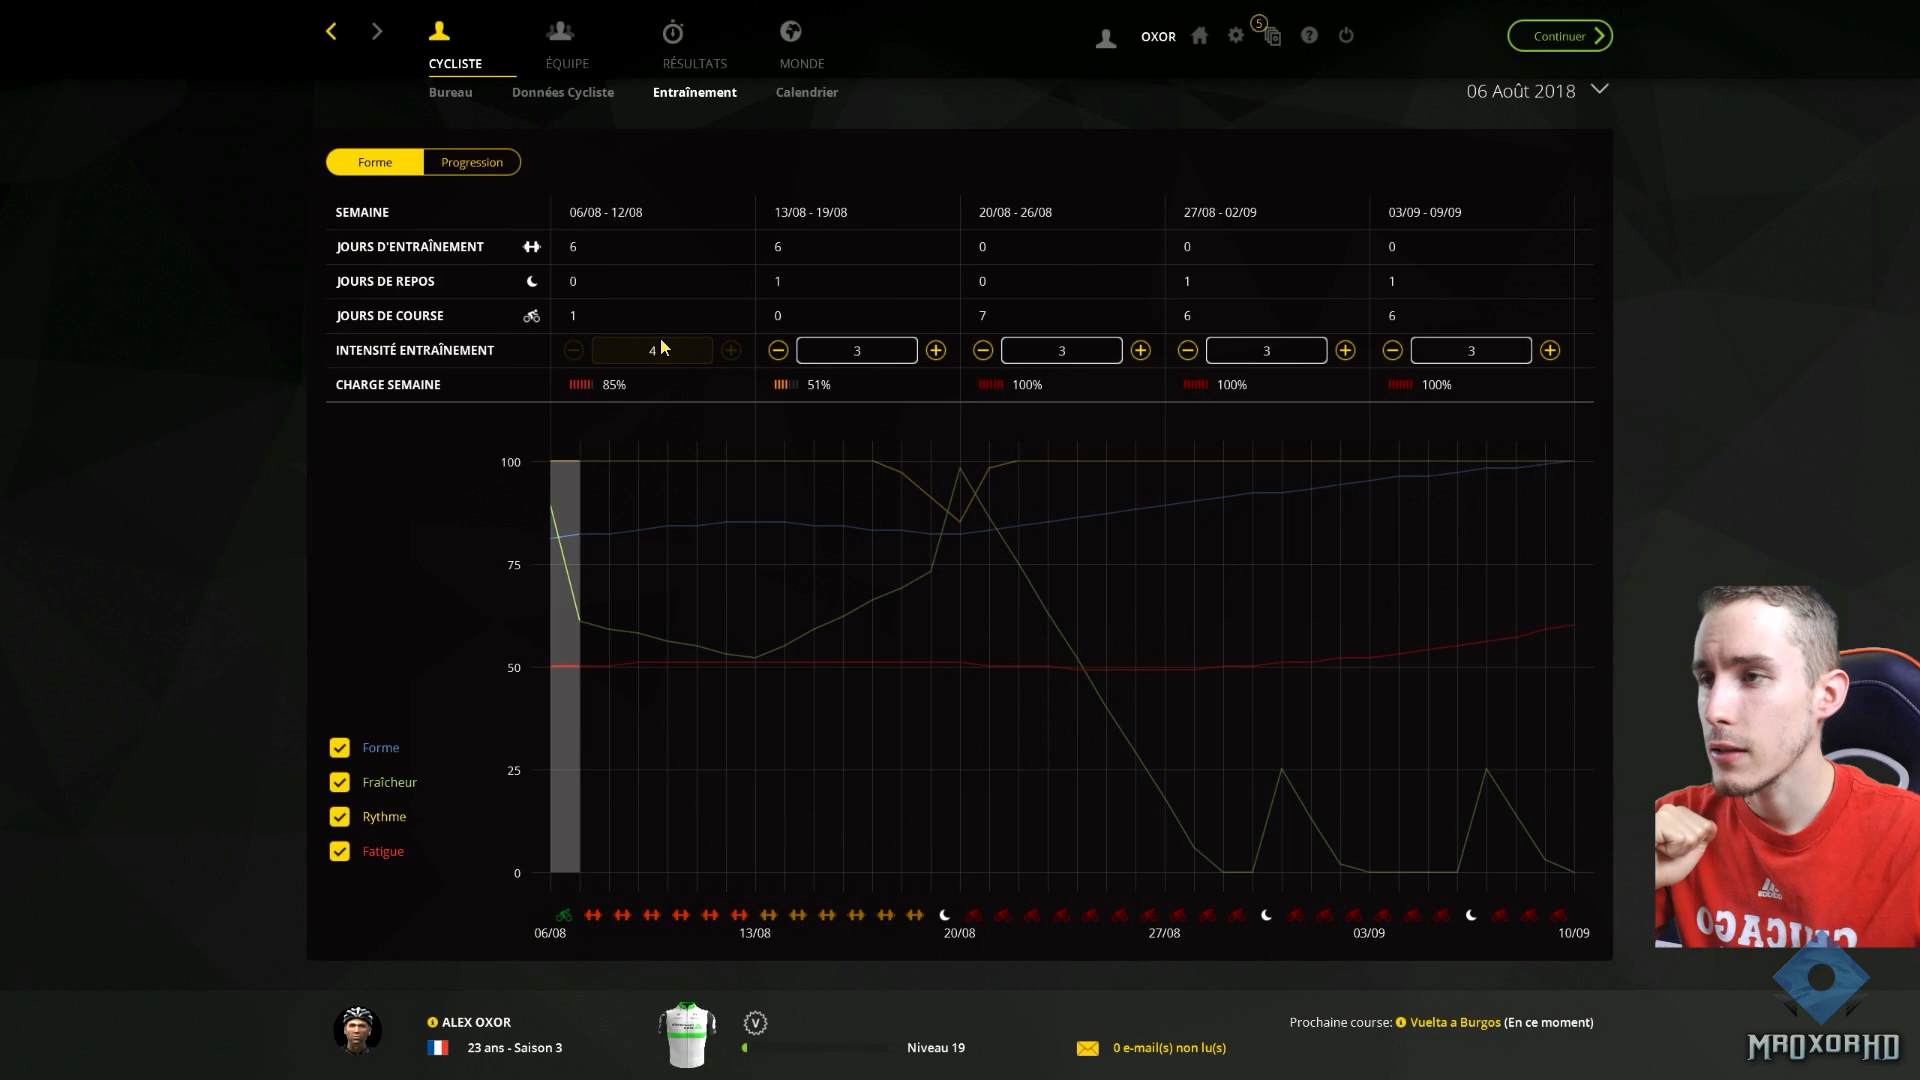 CYCLISTE
ÉQUIPE
RÉSULTATS
MONDE
OXOR
5
?
Continuer
Bureau
Données Cycliste
Entraînement
Calendrier
06 Août 2018
Forme
Progression
SEMAINE 06/08 - 12/08 13/08 - 19/08 20/08 - 26/08 27/08 - 02/09 03/09 - 09/09
JOURS D'ENTRAÎNEMENT 6 6 0 0 0
JOURS DE REPOS 0 1 0 1 1
JOURS DE COURSE 1 0 7 6 6
INTENSITÉ ENTRAÎNEMENT 4 3 3 3 3
CHARGE SEMAINE 85% 51% 100% 100% 100%
100
75
50
25
0
Forme
Fraîcheur
Rythme
Fatigue
06/08 13/08 20/08 27/08 03/09 10/09
ALEX OXOR
23 ans - Saison 3
V
Niveau 19
Prochaine course: Vuelta a Burgos (En ce moment)
0 e-mail(s) non lu(s)
adidas
CHICAGO
MROXORHD